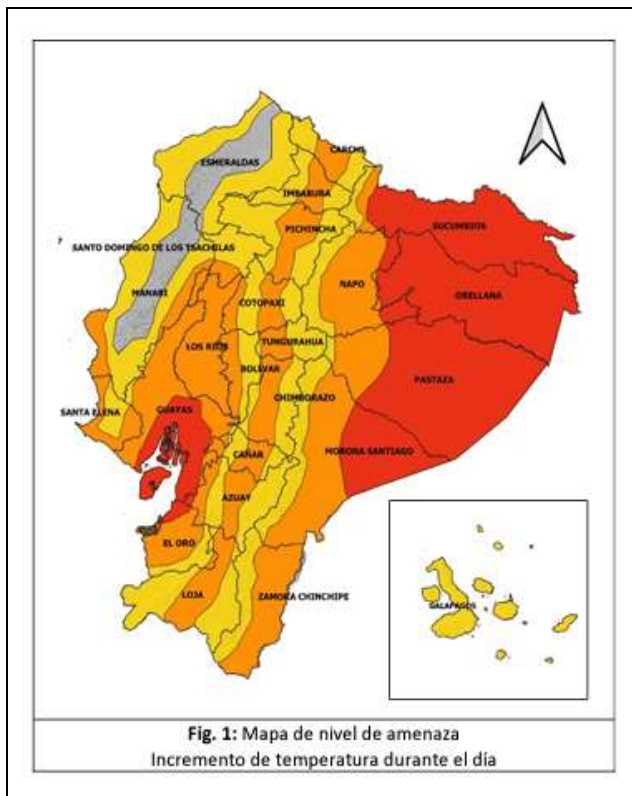 ESMERALDAS
CARCHI
IMBABURA
SUCUMBIOS
PICHINCHA
SANTO DOMINGO DE LOS TSACHILAS
NAPO
ORELLANA
MANABI
COTOPAXI
LOS RIOS
TUNGURAHUA
BOLIVAR
PASTAZA
CHIMBORAZO
SANTA ELENA
GUAYAS
MORONA SANTIAGO
CAÑAR
AZUAY
EL ORO
LOJA
ZAMORA CHINCHIPE
GALAPAGOS
Fig. 1: Mapa de nivel de amenaza
Incremento de temperatura durante el día